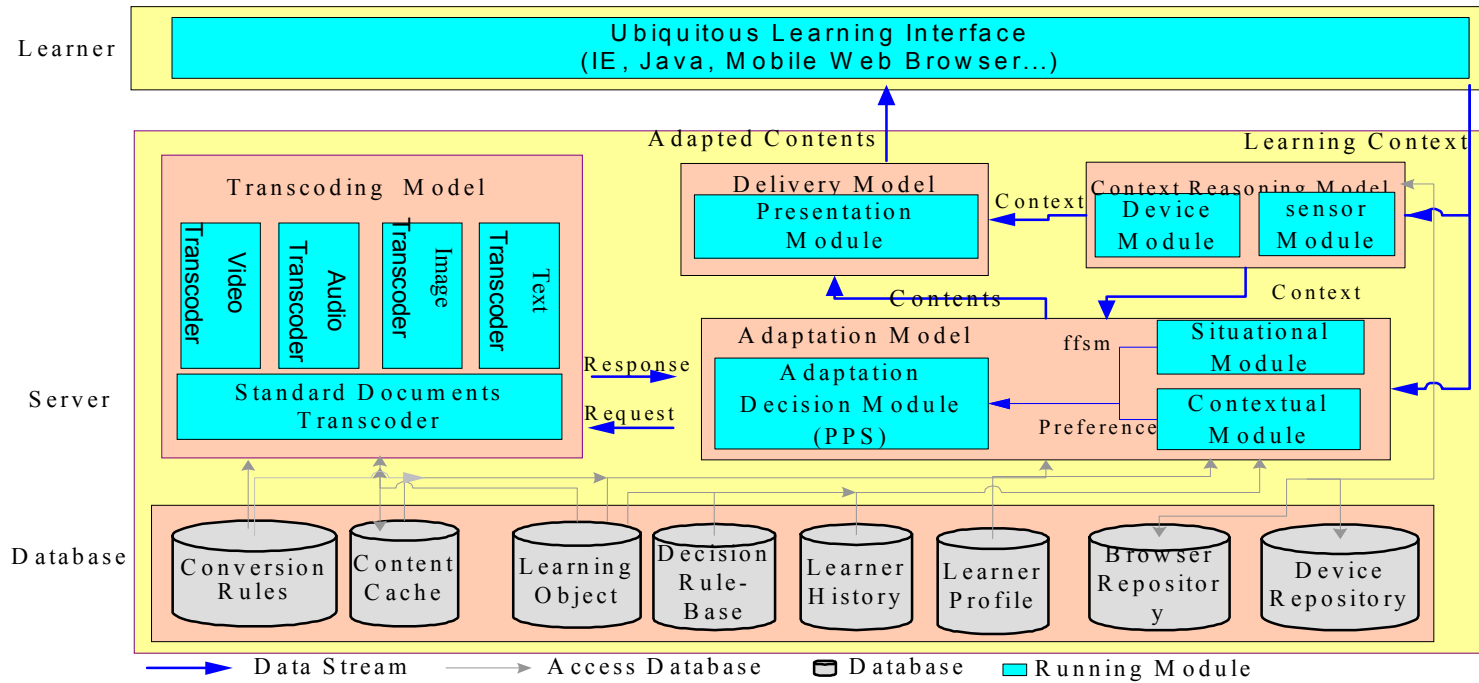 Learner
Ubiquitous Learning Interface
(IE, Java, Mobile Web Browser...)
Adapted Contents
Learning Context
Transcoding Model
Video
Transcoder
Audio
Transcoder
Image
Transcoder
Text
Transcoder
Standard Documents
Transcoder
Delivery Model
Presentation
Module
Context
Context Reasoning Model
Device
Module
sensor
Module
Contents
Context
Server
Response
Request
Adaptation Model
Adaptation
Decision Module
(PPS)
ffsm
Preference
Situational
Module
Contextual
Module
Database
Conversion
Rules
Content
Cache
Learning
Object
Decision
Rule-
Base
Learner
History
Learner
Profile
Browser
Repositor
y
Device
Repository
Data Stream
Access Database
Database
Running Module